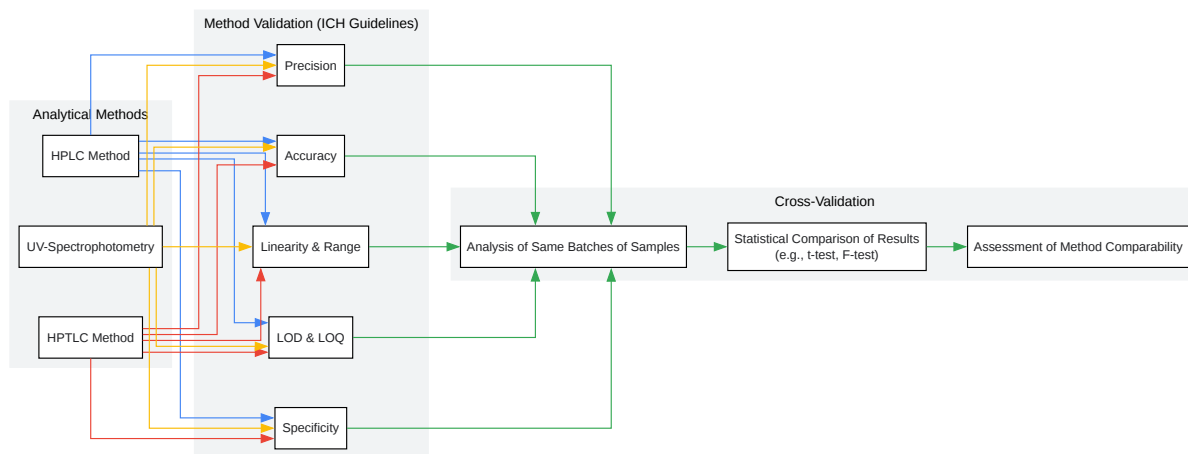 Method Validation (ICH Guidelines)
Precision
Analytical Methods
HPLC Method
Accuracy
Cross-Validation
UV-Spectrophotometry
Linearity & Range
Analysis of Same Batches of Samples
Statistical Comparison of Results
(e.g., t-test, F-test)
Assessment of Method Comparability
HPTLC Method
LOD & LOQ
Specificity